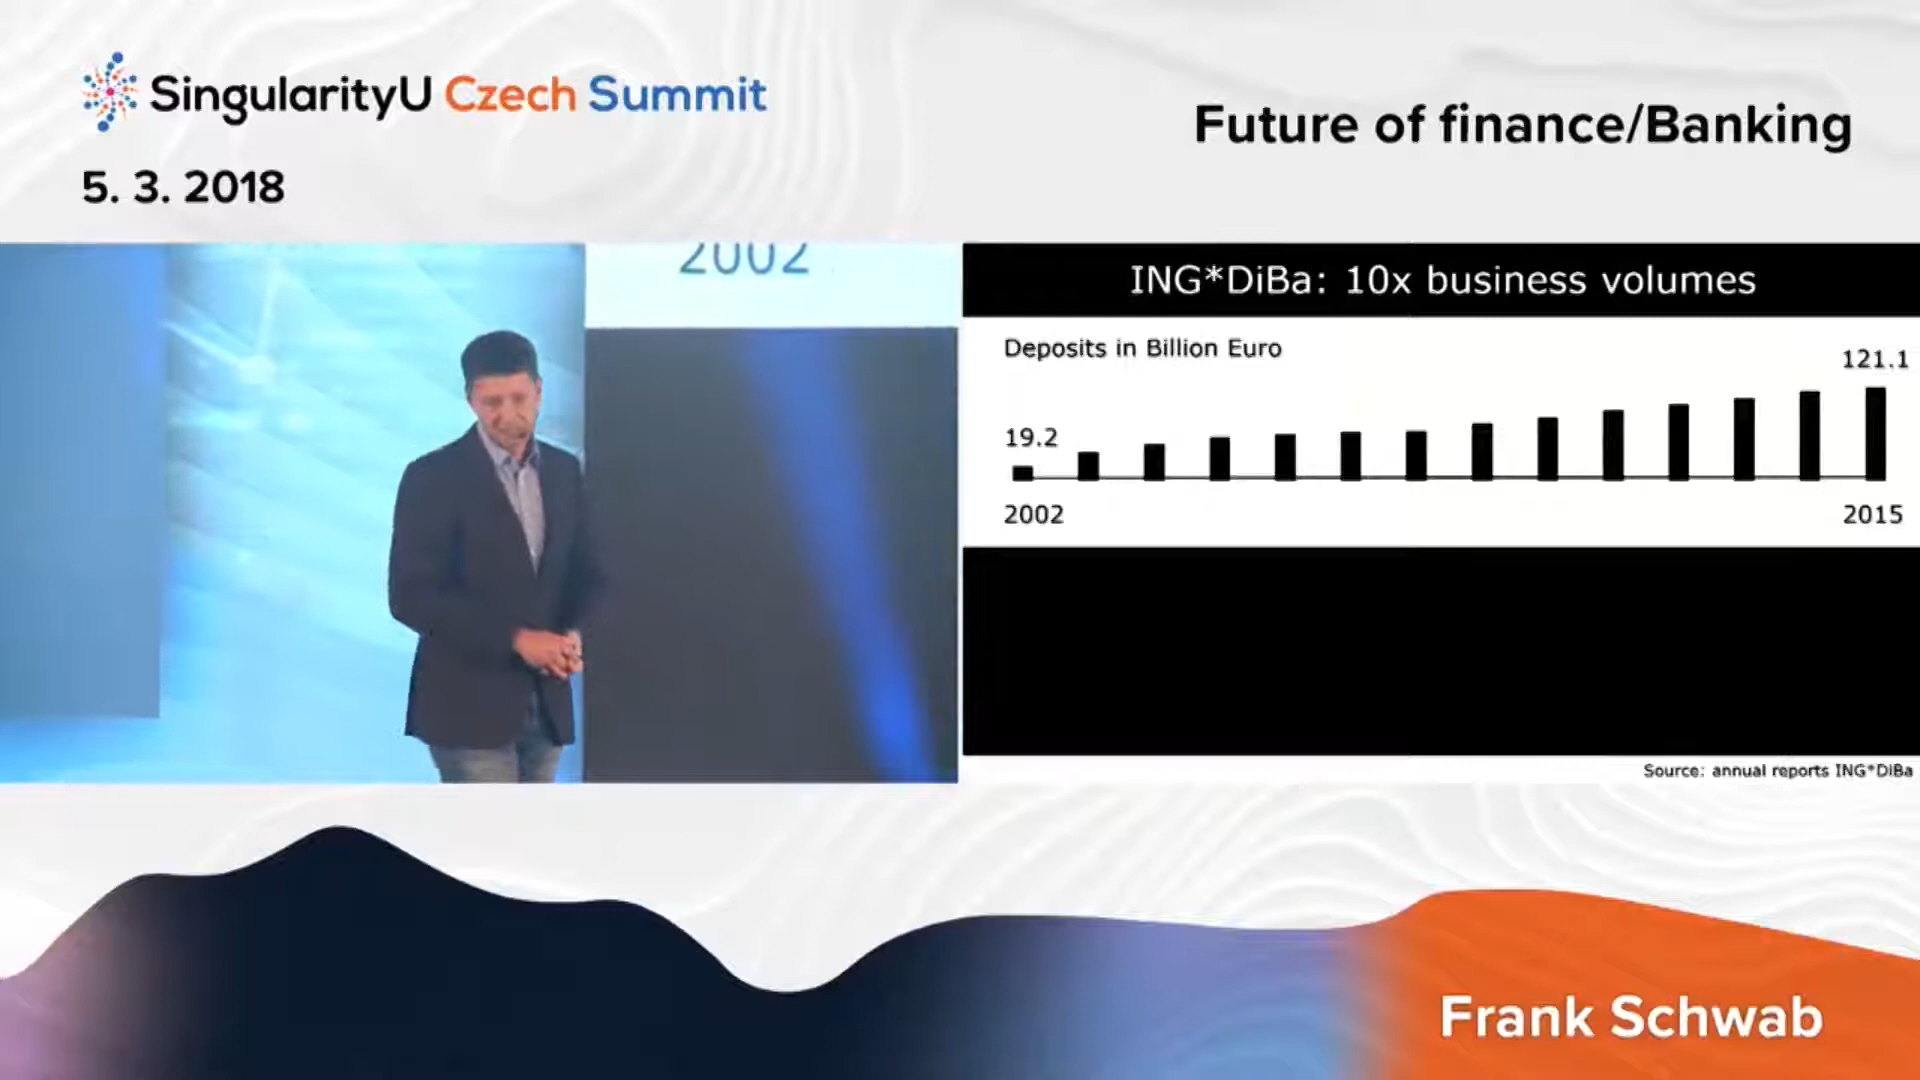 SingularityU Czech Summit
5. 3. 2018
Future of finance/Banking
2002
ING*DiBa: 10x business volumes
Deposits in Billion Euro
121.1
19.2
2002
2015
Source: annual reports ING*DiBa
Frank Schwab